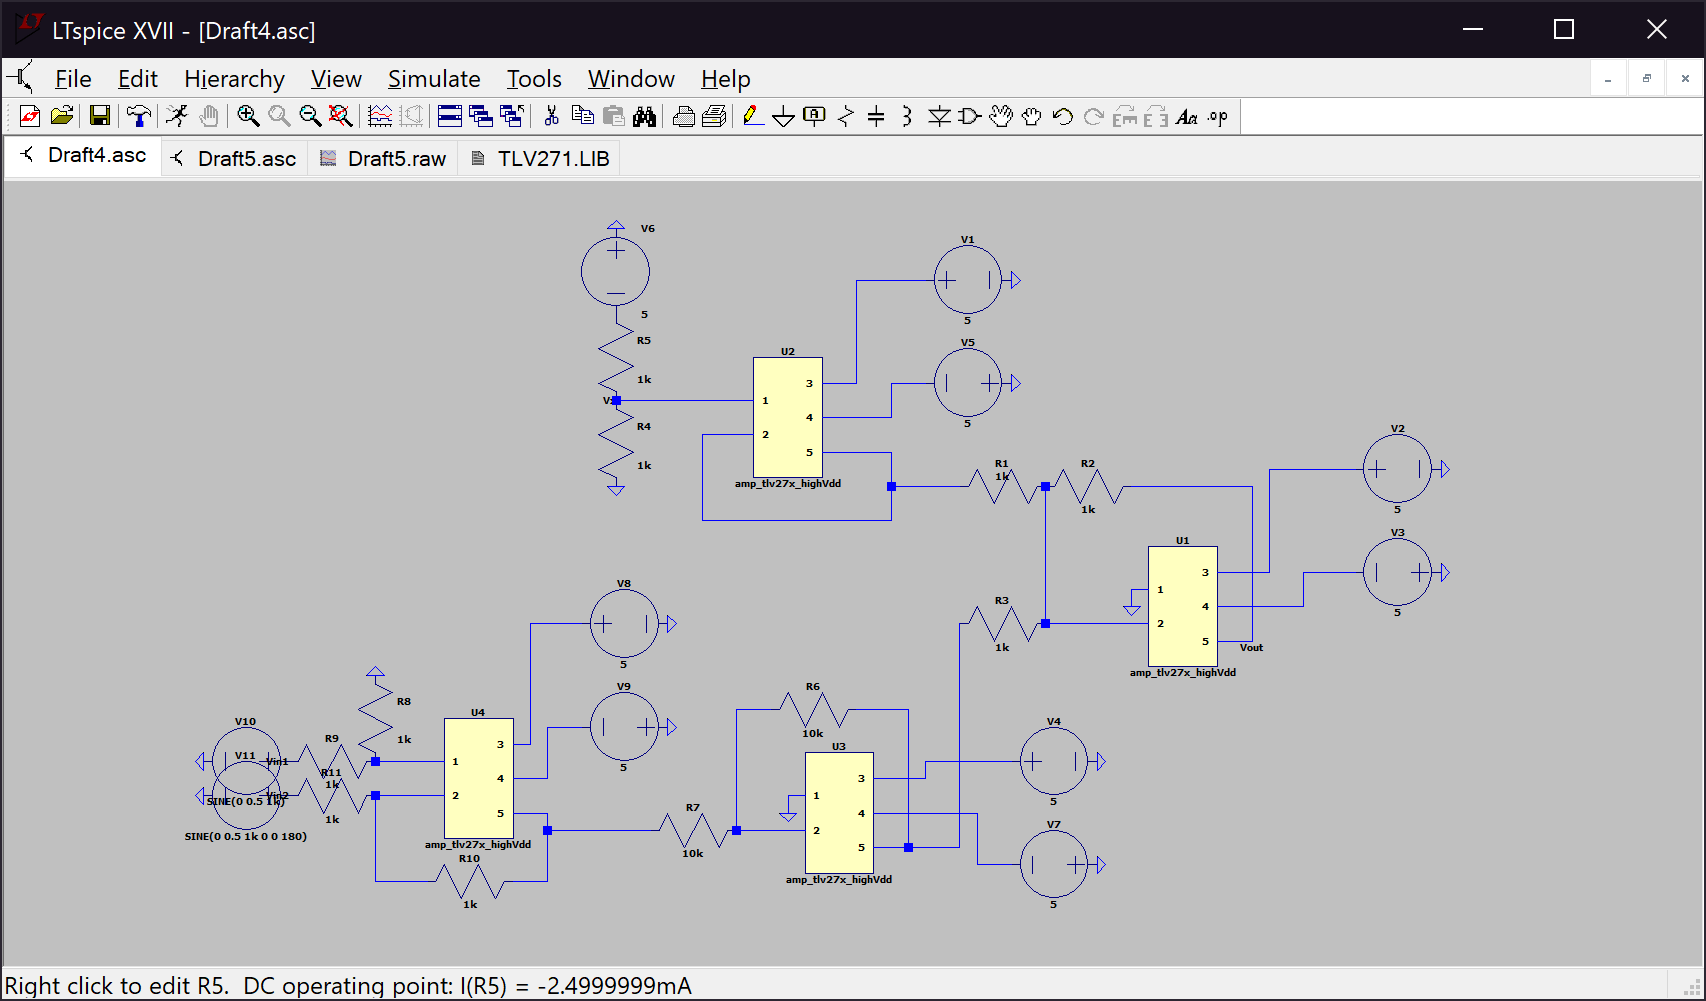 LTspice XVII - [Draft4.asc]
File Edit Hierarchy View Simulate Tools Window Help
Draft4.asc Draft5.asc Draft5.raw TLV271.LIB
V6
5
R5
1k
R4
1k
U2
1
2
3
4
5
amp_tlv27x_highVdd
V1
5
V5
5
R1
1k
R2
1k
V2
5
V3
5
U1
1
2
3
4
5
Vout
amp_tlv27x_highVdd
R3
1k
V8
5
V9
5
R8
1k
V10
V11
R9
Vin1
R11
1k
Vin2
SINE(0 0.5 1k)
1k
SINE(0 0.5 1k 0 0 180)
U4
1
2
3
4
5
amp_tlv27x_highVdd
R10
1k
R7
10k
R6
10k
U3
1
2
3
4
5
amp_tlv27x_highVdd
V4
5
V7
5
Right click to edit R5. DC operating point: I(R5) = -2.4999999mA